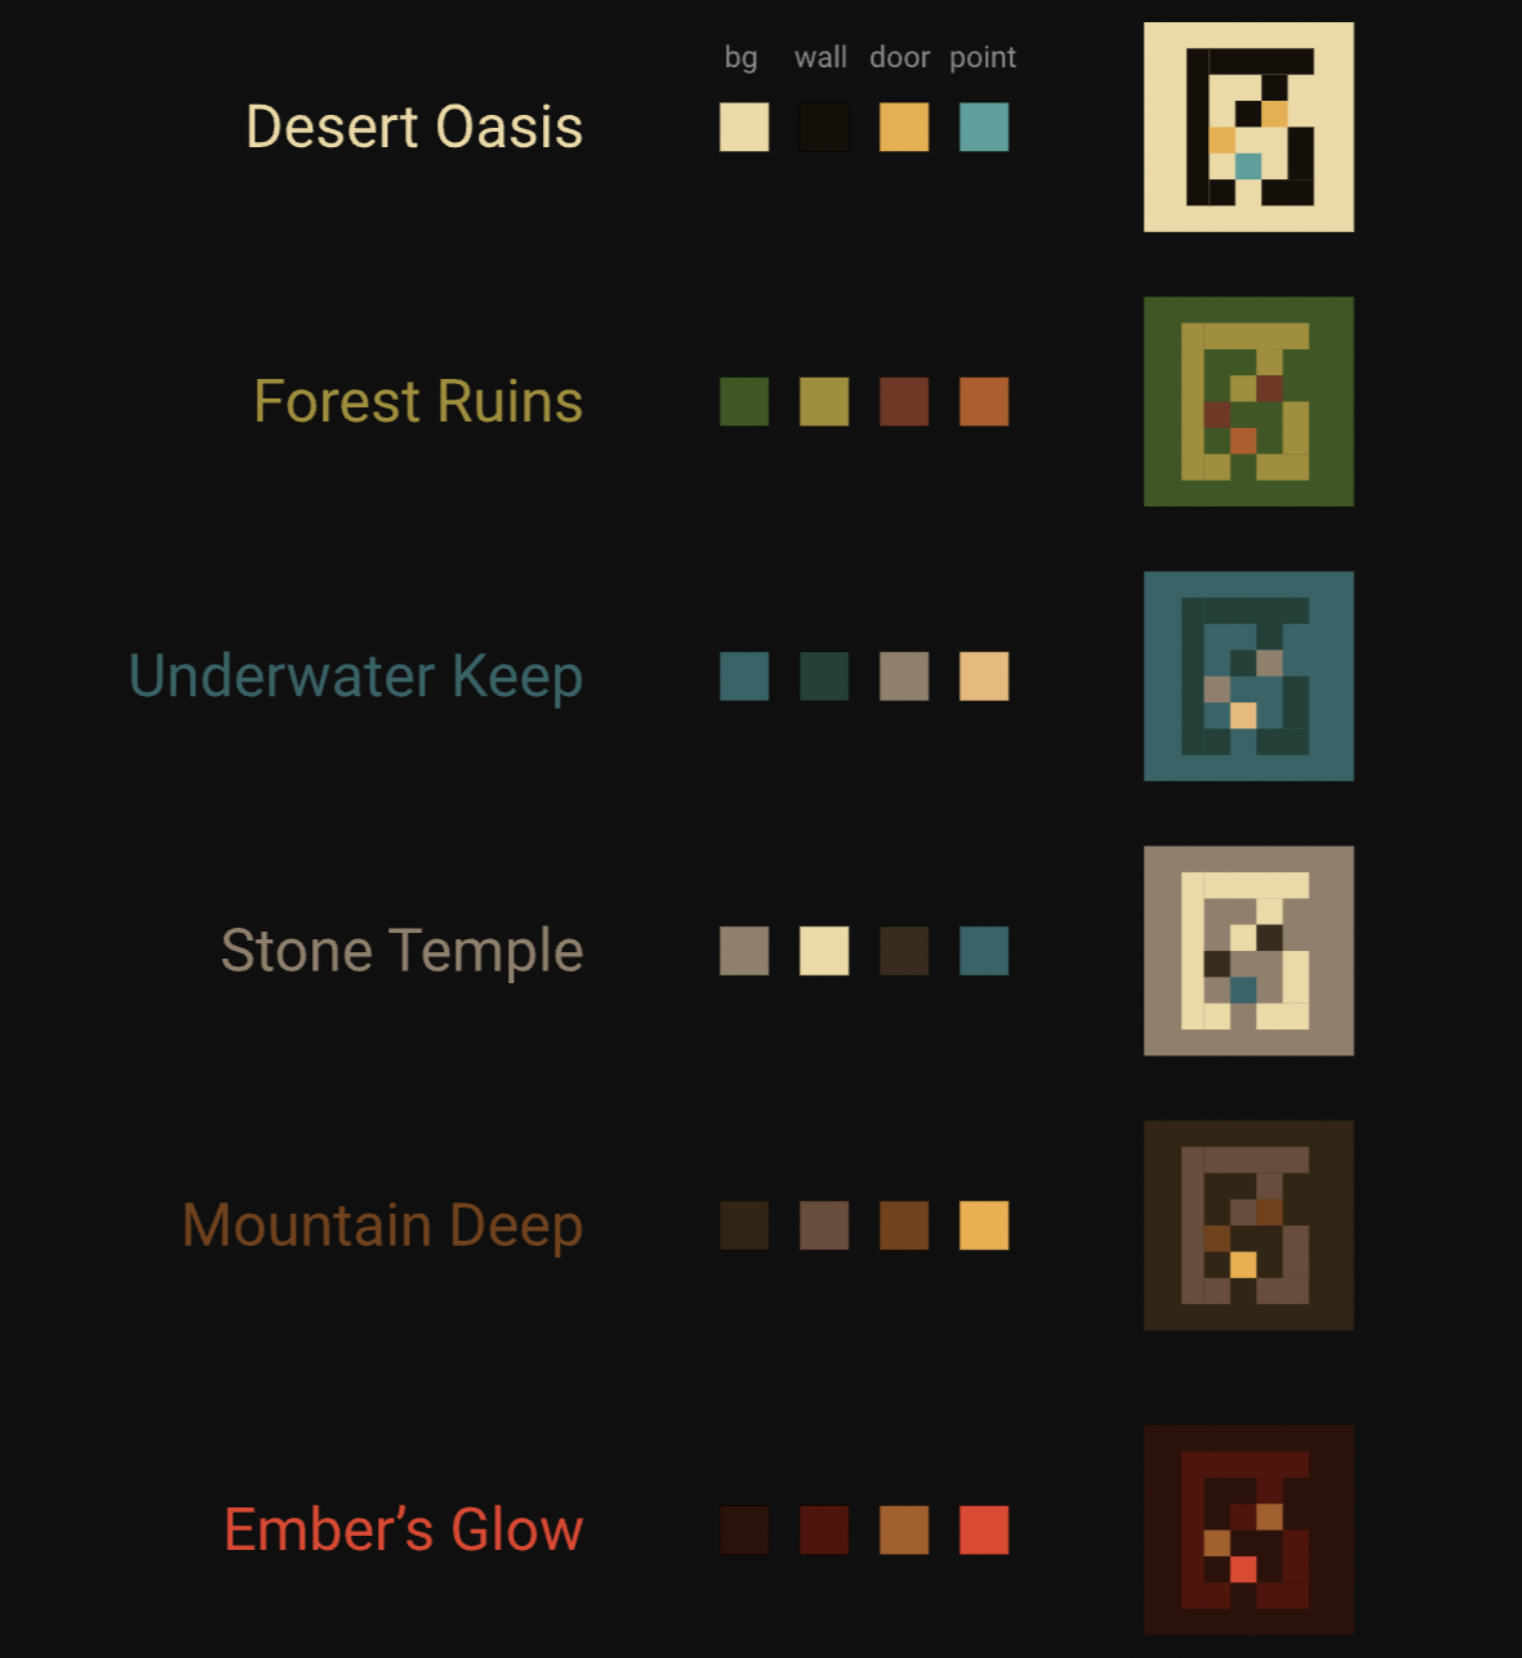 bg wall door point
Desert Oasis
Forest Ruins
Underwater Keep
Stone Temple
Mountain Deep
Ember’s Glow